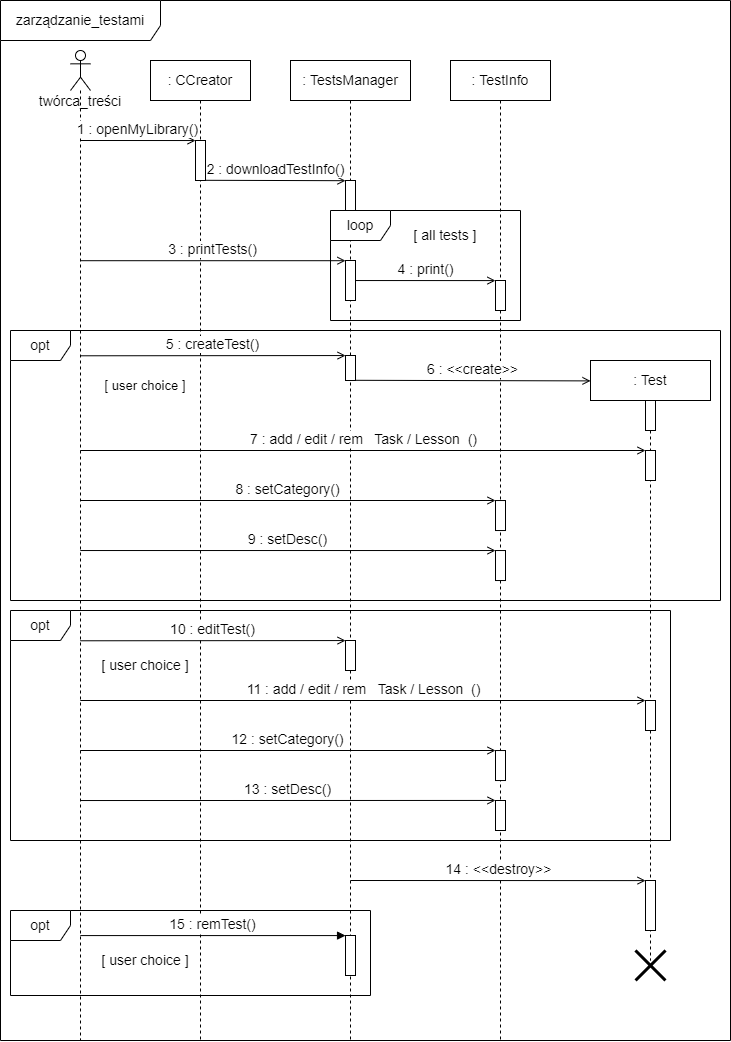 zarządzanie_testami
twórca_treści
: CCreator
: TestsManager
: TestInfo
1 : openMyLibrary()
2 : downloadTestInfo()
loop
[ all tests ]
3 : printTests()
4 : print()
opt
5 : createTest()
[ user choice ]
6 : <<create>>
: Test
7 : add / edit / rem Task / Lesson ()
8 : setCategory()
9 : setDesc()
opt
10 : editTest()
[ user choice ]
11 : add / edit / rem Task / Lesson ()
12 : setCategory()
13 : setDesc()
14 : <<destroy>>
opt
15 : remTest()
[ user choice ]